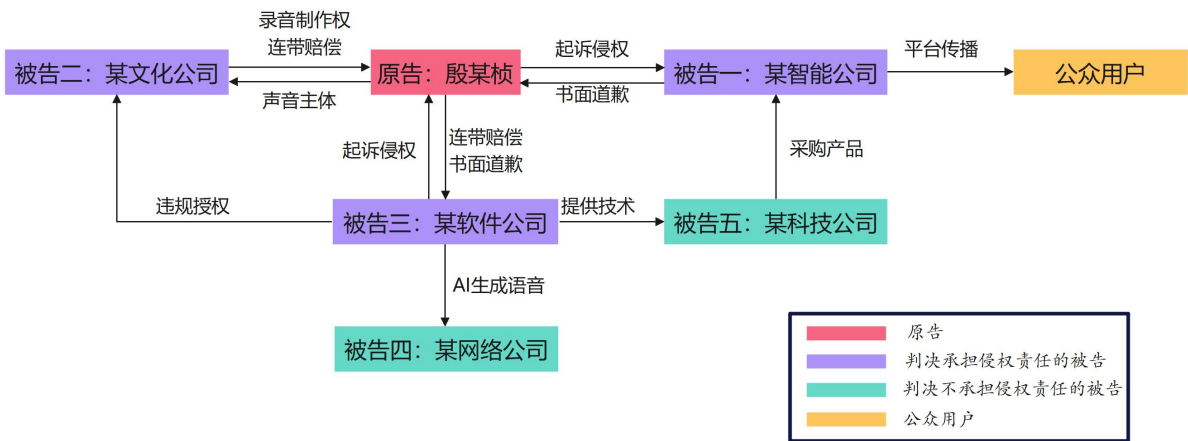 录音制作权
连带赔偿
起诉侵权
平台传播
被告二：某文化公司
原告：殷某桢
被告一：某智能公司
公众用户
声音主体
书面道歉
起诉侵权
连带赔偿
书面道歉
采购产品
违规授权
被告三：某软件公司
提供技术
被告五：某科技公司
AI生成语音
被告四：某网络公司
原告
判决承担侵权责任的被告
判决不承担侵权责任的被告
公众用户